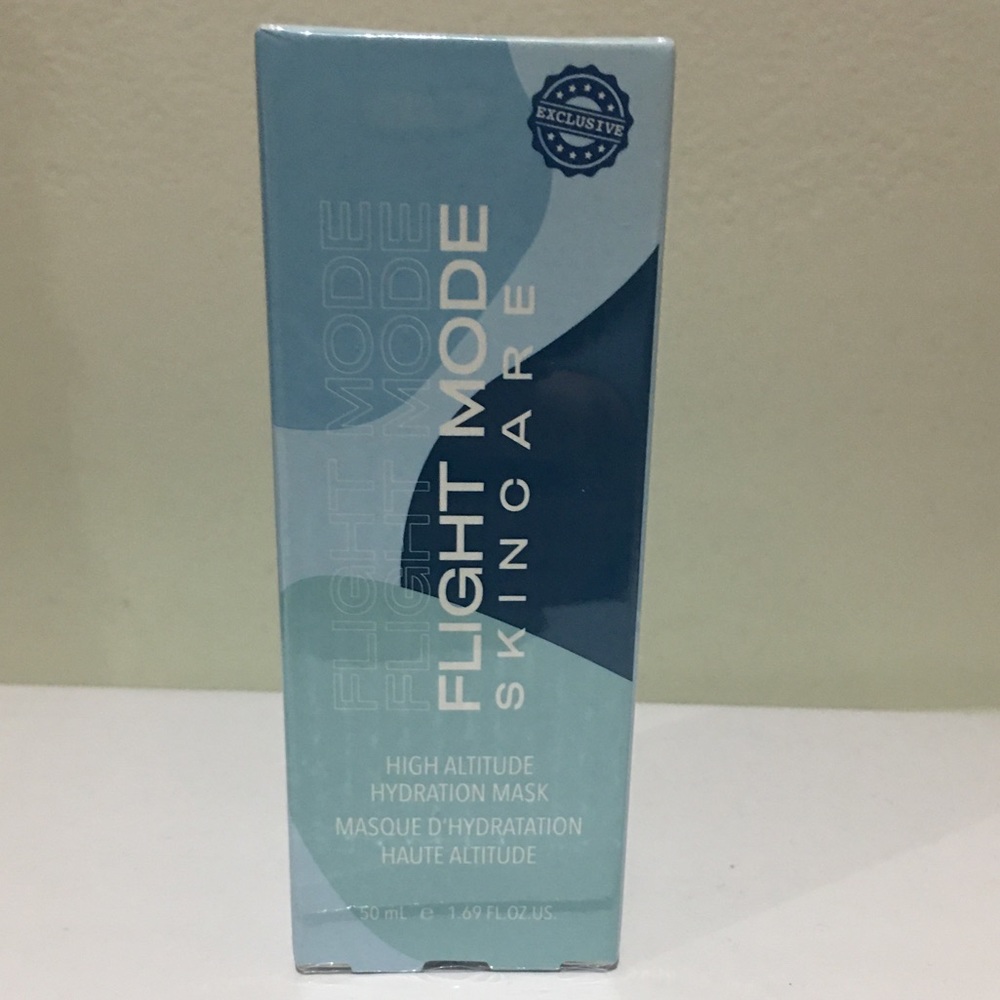 EXCLUSIVE
FLIGHT MODE
FLIGHT MODE
FLIGHT MODE
SKINCARE
HIGH ALTITUDE
HYDRATION MASK
MASQUE D'HYDRATATION
HAUTE ALTITUDE
50 mL e 1.69 FL.OZ.US.